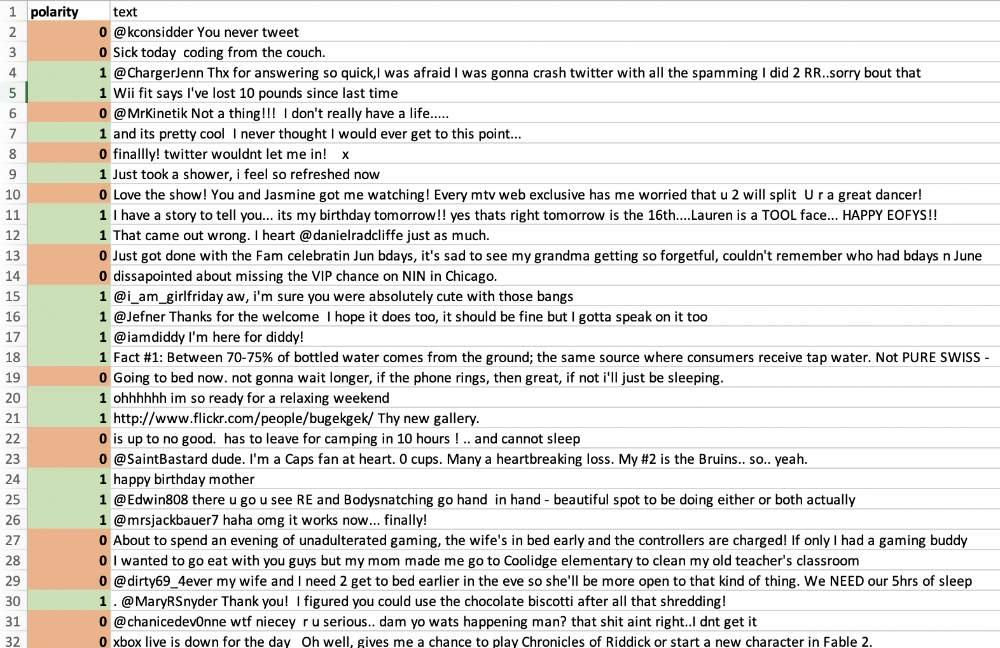 1 polarity text
2 0 @kconsidder You never tweet
3 0 Sick today  coding from the couch.
4 1 @ChargerJenn Thx for answering so quick,I was afraid I was gonna crash twitter with all the spamming I did 2 RR..sorry bout that
5 1 Wii fit says I've lost 10 pounds since last time
6 0 @MrKinetik Not a thing!!!  I don't really have a life.....
7 1 and its pretty cool  I never thought I would ever get to this point...
8 0 finallly! twitter wouldnt let me in!    x
9 1 Just took a shower, i feel so refreshed now
10 0 Love the show! You and Jasmine got me watching! Every mtv web exclusive has me worried that u 2 will split  U r a great dancer!
11 1 I have a story to tell you... its my birthday tomorrow!! yes thats right tomorrow is the 16th....Lauren is a TOOL face... HAPPY EOFYS!!
12 1 That came out wrong. I heart @danielradcliffe just as much.
13 0 Just got done with the Fam celebratin Jun bdays, it's sad to see my grandma getting so forgetful, couldn't remember who had bdays n June
14 0 dissapointed about missing the VIP chance on NIN in Chicago.
15 1 @i_am_girlfriday aw, i'm sure you were absolutely cute with those bangs
16 1 @Jefner Thanks for the welcome  I hope it does too, it should be fine but I gotta speak on it too
17 1 @iamdiddy I'm here for diddy!
18 1 Fact #1: Between 70-75% of bottled water comes from the ground; the same source where consumers receive tap water. Not PURE SWISS -
19 0 Going to bed now. not gonna wait longer, if the phone rings, then great, if not i'll just be sleeping.
20 1 ohhhhhh im so ready for a relaxing weekend
21 1 http://www.flickr.com/people/bugekgek/ Thy new gallery.
22 0 is up to no good.  has to leave for camping in 10 hours ! .. and cannot sleep
23 0 @SaintBastard dude. I'm a Caps fan at heart. 0 cups. Many a heartbreaking loss. My #2 is the Bruins.. so.. yeah.
24 1 happy birthday mother
25 1 @Edwin808 there u go u see RE and Bodysnatching go hand  in hand - beautiful spot to be doing either or both actually
26 1 @mrsjackbauer7 haha omg it works now... finally!
27 0 About to spend an evening of unadulterated gaming, the wife's in bed early and the controllers are charged! If only I had a gaming buddy
28 0 I wanted to go eat with you guys but my mom made me go to Coolidge elementary to clean my old teacher's classroom
29 0 @dirty69_4ever my wife and I need 2 get to bed earlier in the eve so she'll be more open to that kind of thing. We NEED our 5hrs of sleep
30 1 . @MaryRSnyder Thank you!  I figured you could use the chocolate biscotti after all that shredding!
31 0 @chanicedev0nne wtf niecey  r u serious.. dam yo wats happening man? that shit aint right..I dnt get it
32 0 xbox live is down for the day   Oh well, gives me a chance to play Chronicles of Riddick or start a new character in Fable 2.